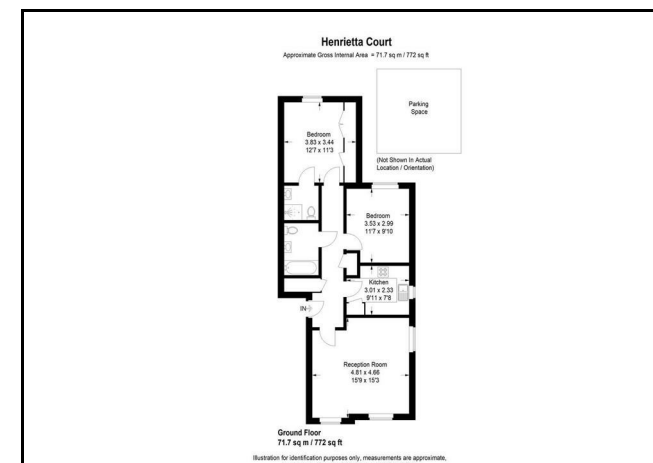 Henrietta Court
Approximate Gross Internal Area = 71.7 sq m / 772 sq ft
Parking
Space
Bedroom
3.83 x 3.44
12'7 x 11'3
(Not Shown In Actual
Location / Orientation)
Bedroom
3.53 x 2.99
11'7 x 9'10
Kitchen
3.01 x 2.33
9'11 x 7'8
IN
Reception Room
4.81 x 4.66
15'9 x 15'3
Ground Floor
71.7 sq m / 772 sq ft
Illustration for identification purposes only, measurements are approximate,